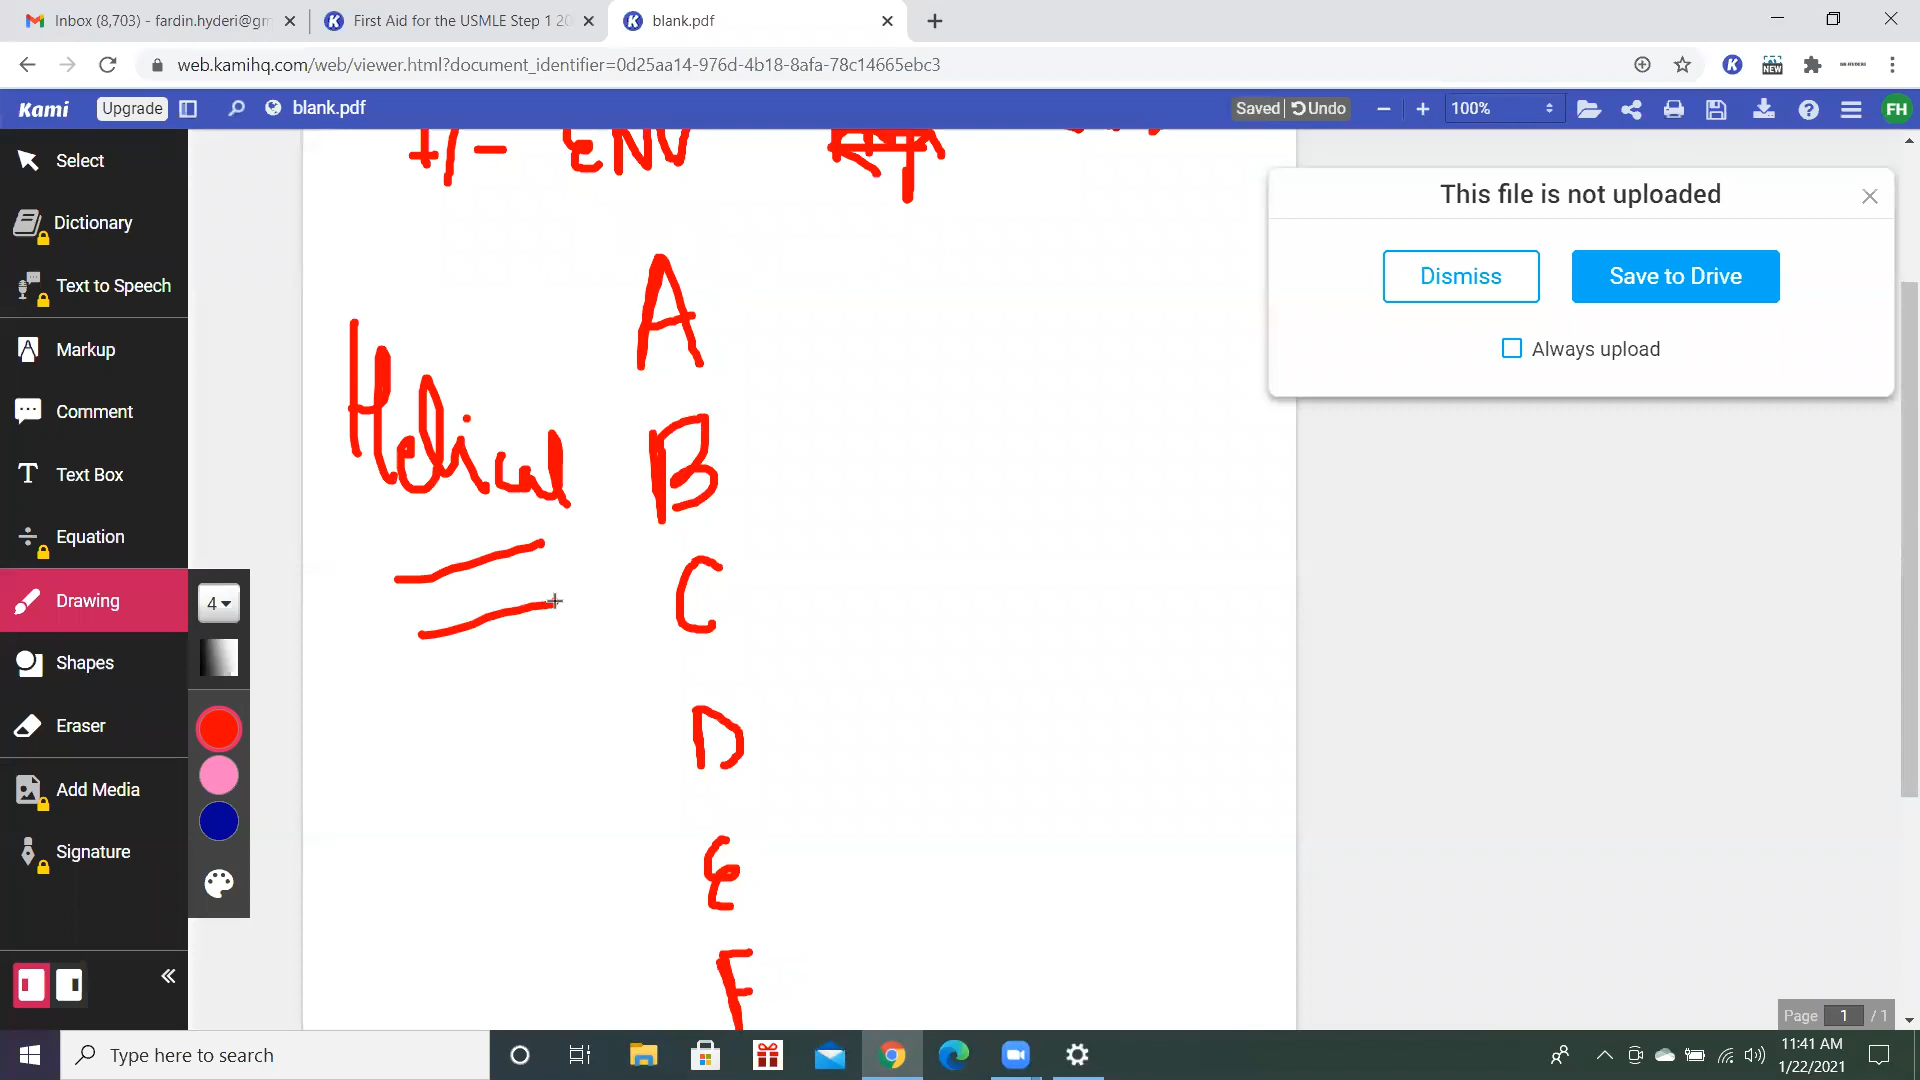 Inbox (8,703) - fardin.hyderi@gm
First Aid for the USMLE Step 1 20
blank.pdf
web.kamihq.com/web/viewer.html?document_identifier=0d25aa14-976d-4b18-8afa-78c14665ebc3
NEW
Kami
Upgrade
blank.pdf
Saved
Undo
100%
FH
Select
Dictionary
Text to Speech
Markup
Comment
Text Box
Equation
Drawing
4
Shapes
Eraser
Add Media
Signature
This file is not uploaded
Dismiss
Save to Drive
Always upload
+/- ENV
A
Helical
B
C
D
E
F
Page 1 / 1
Type here to search
11:41 AM
1/22/2021